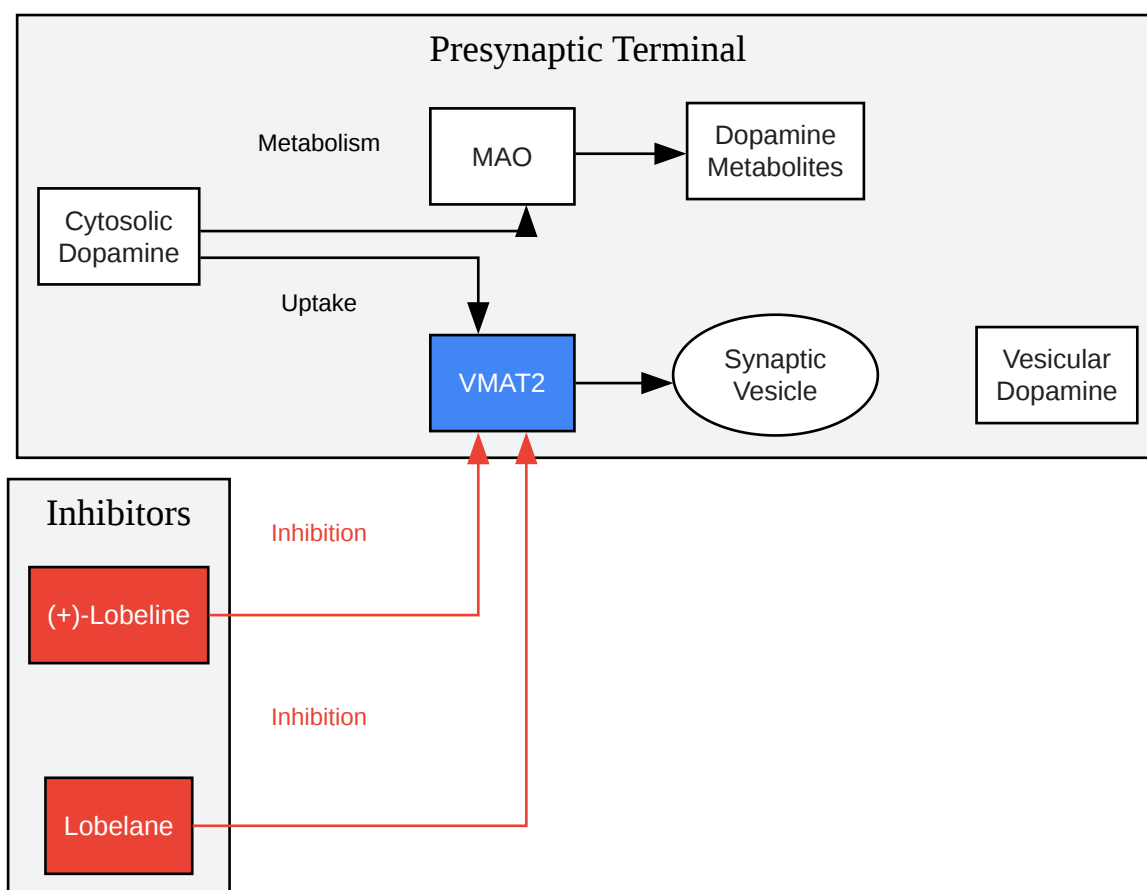 Presynaptic Terminal
Metabolism
MAO
Dopamine
Metabolites
Cytosolic
Dopamine
Uptake
VMAT2
Synaptic
Vesicle
Vesicular
Dopamine
Inhibitors
Inhibition
(+)-Lobeline
Inhibition
Lobelane